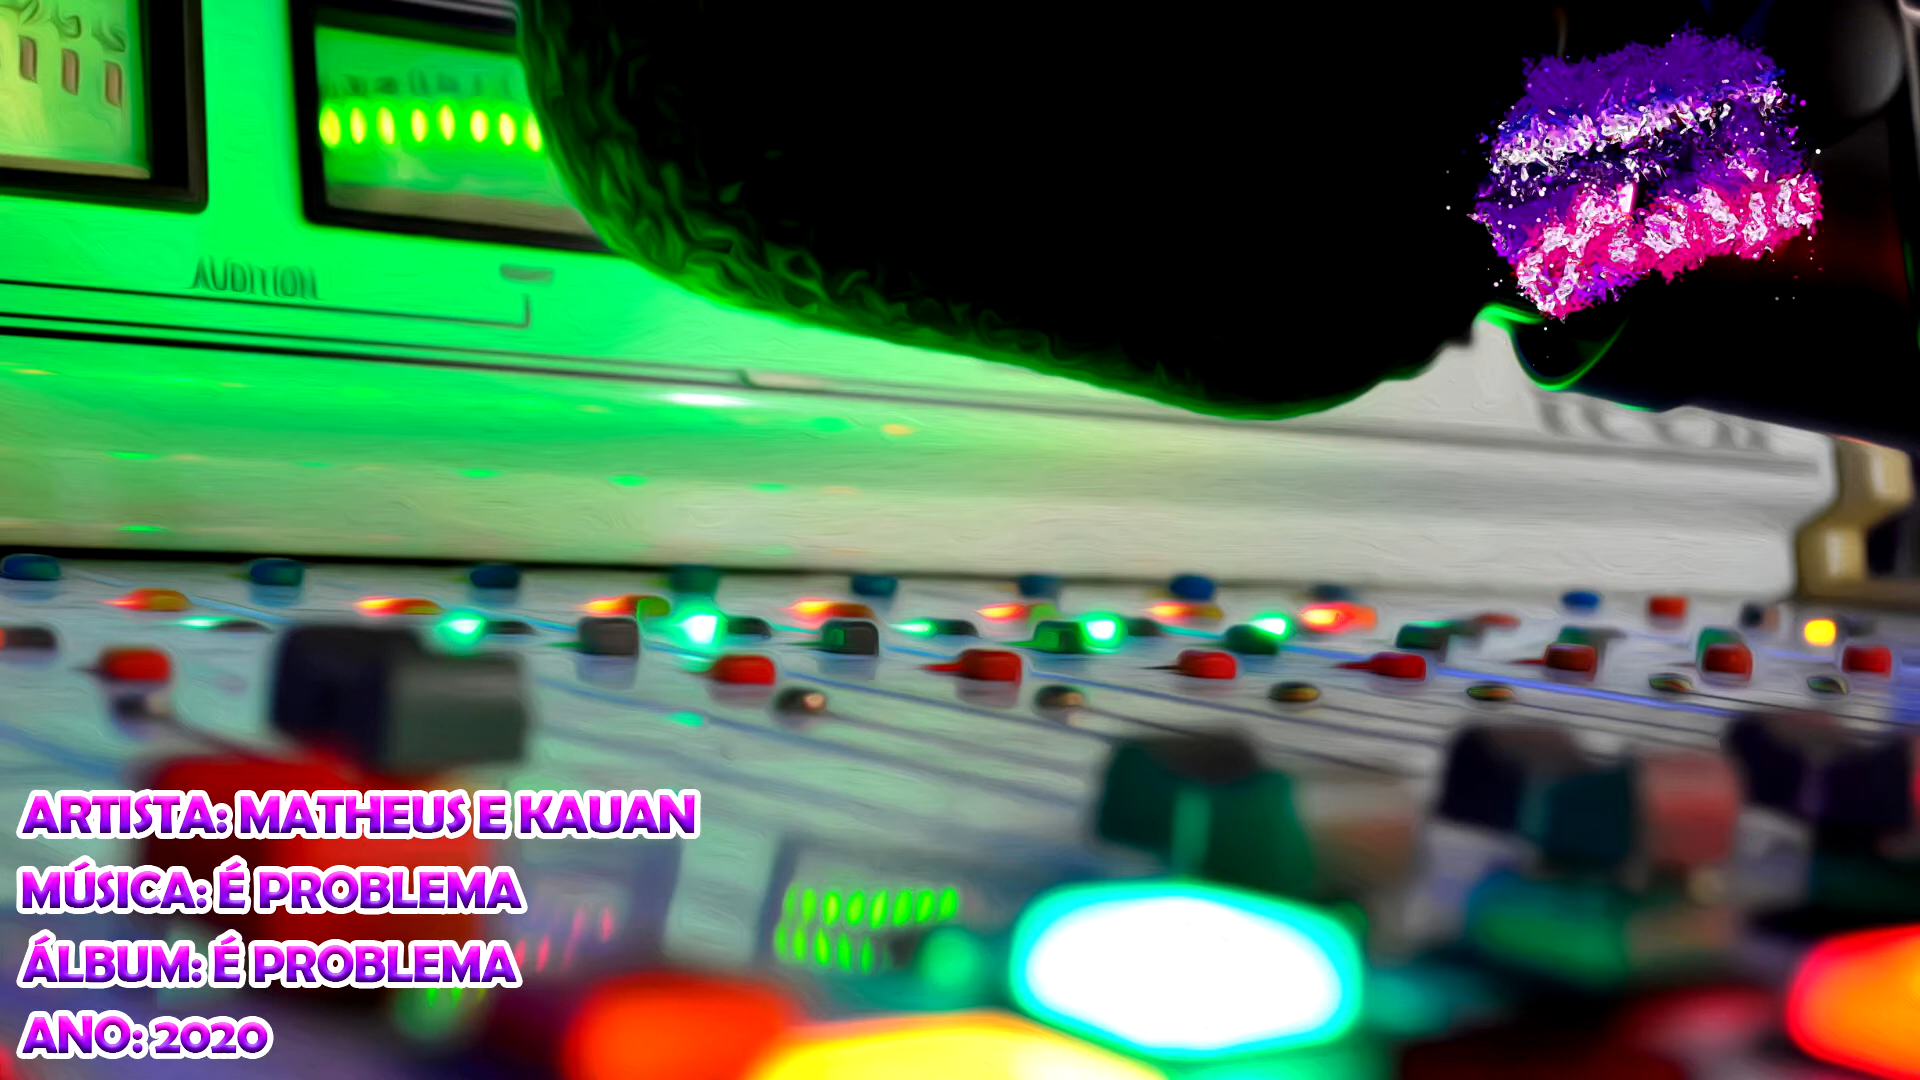 AUDITION
ARTISTA: MATHEUS E KAUAN
MÚSICA: É PROBLEMA
ÁLBUM: É PROBLEMA
ANO: 2020